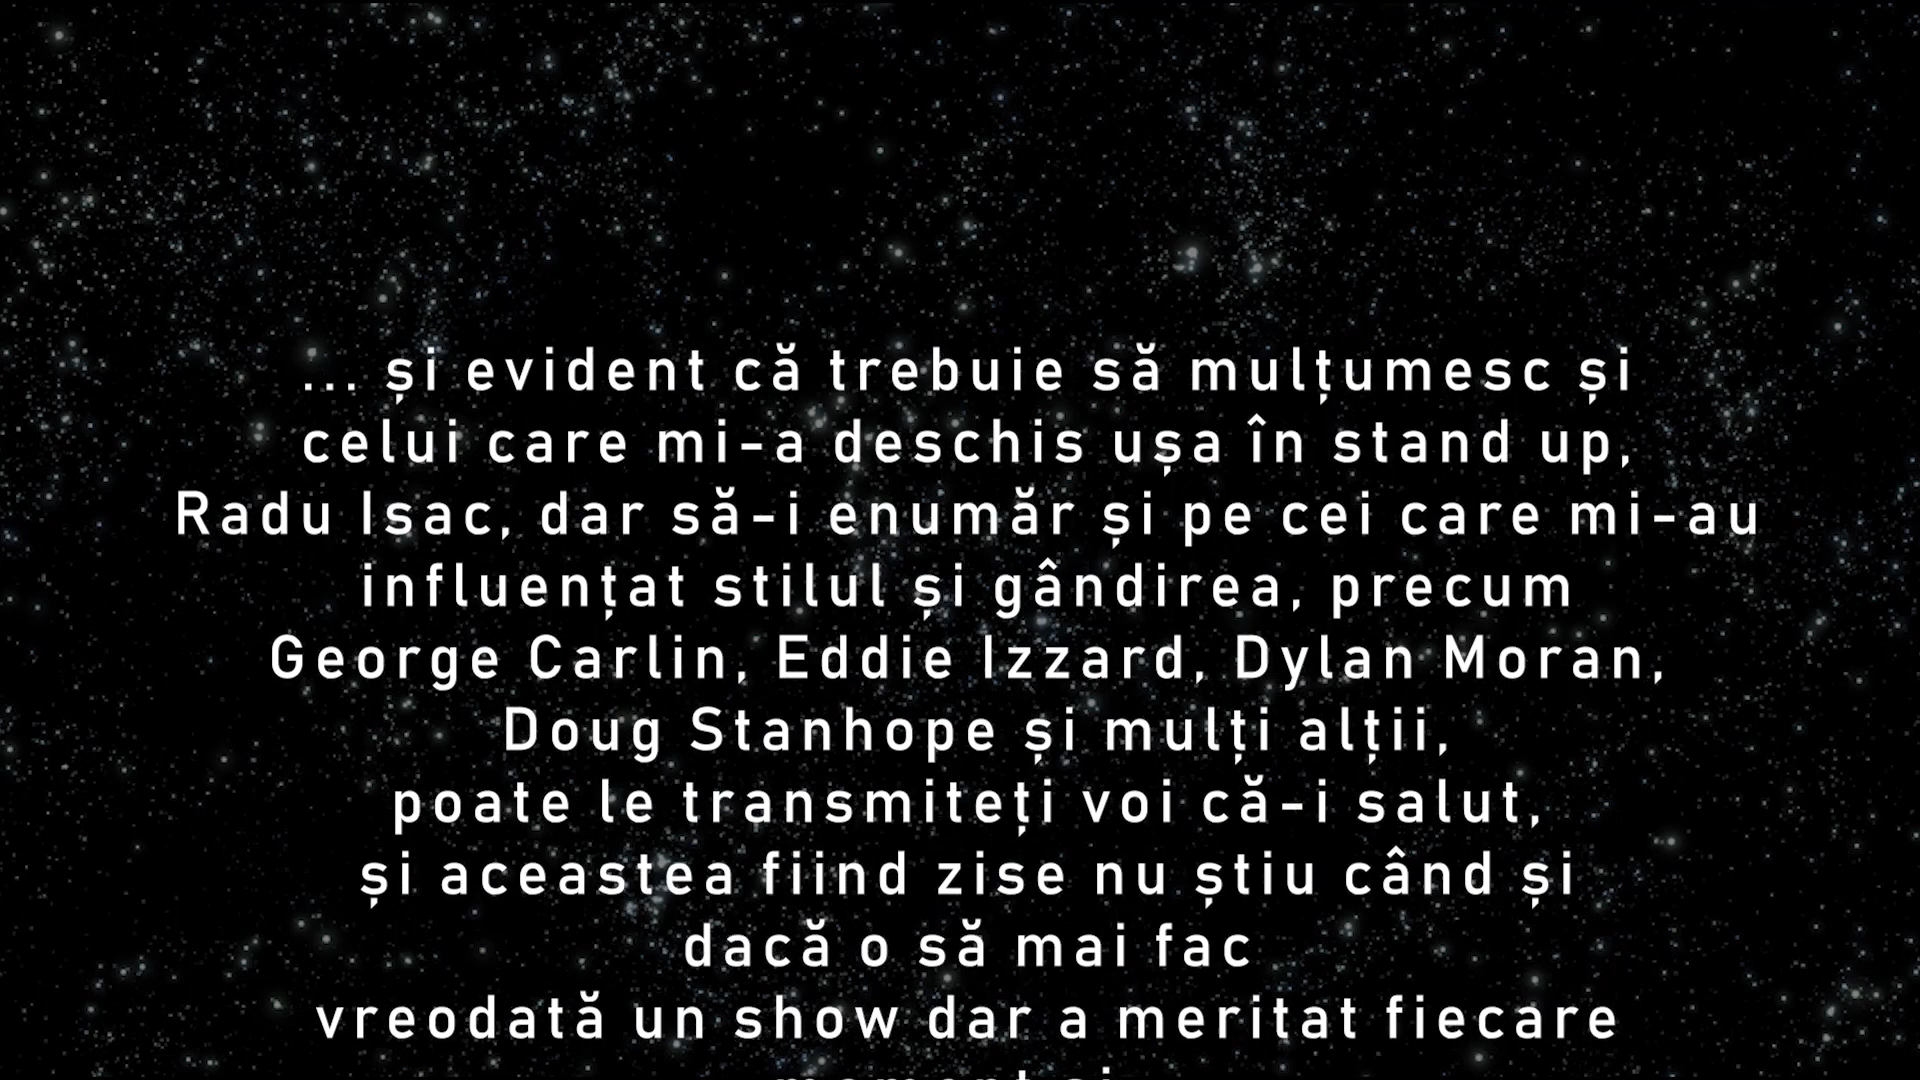 ... și evident că trebuie să mulțumesc și
celui care mi-a deschis ușa în stand up,
Radu Isac, dar să-i enumăr și pe cei care mi-au
influențat stilul și gândirea, precum
George Carlin, Eddie Izzard, Dylan Moran,
Doug Stanhope și mulți alții,
poate le transmiteți voi că-i salut,
și acestea fiind zise nu știu când și
dacă o să mai fac
vreodată un show dar a meritat fiecare